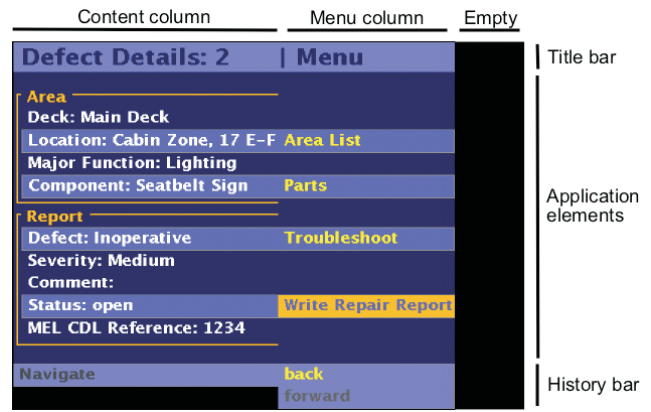 Content column Menu column Empty
Defect Details: 2 | Menu
Title bar
Area
Deck: Main Deck
Location: Cabin Zone, 17 E-F Area List
Major Function: Lighting
Component: Seatbelt Sign Parts
Application
elements
Report
Defect: Inoperative Troubleshoot
Severity: Medium
Comment:
Status: open Write Repair Report
MEL CDL Reference: 1234
Navigate back
History bar
forward